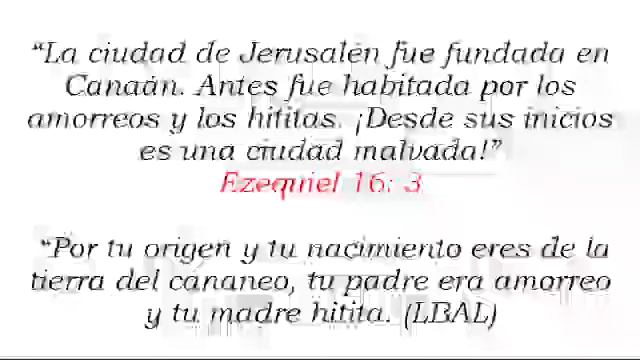 “La ciudad de Jerusalén fue fundada en
Canaán. Antes fue habitada por los
amorreos y los hititas. ¡Desde sus inicios
es una ciudad malvada!”
Ezequiel 16: 3
“Por tu origen y tu nacimiento eres de la
tierra del cananeo, tu padre era amorreo
y tu madre hitita. (LBAL)